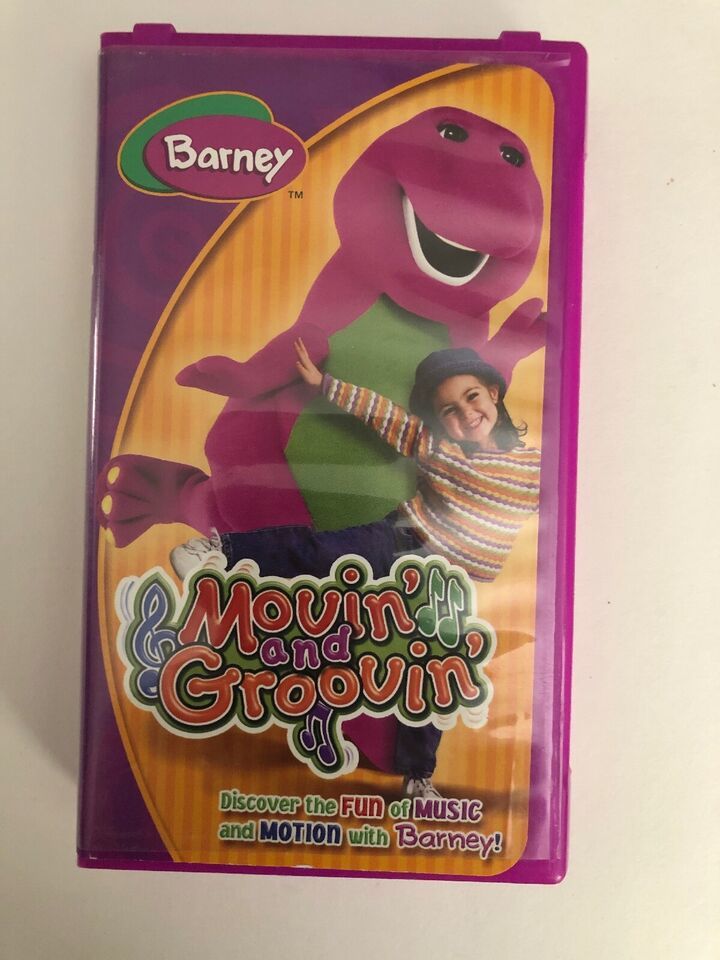 Barney
TM
Movin'
and
Groovin'
Discover the FUN of MUSIC
and MOTION with Barney!